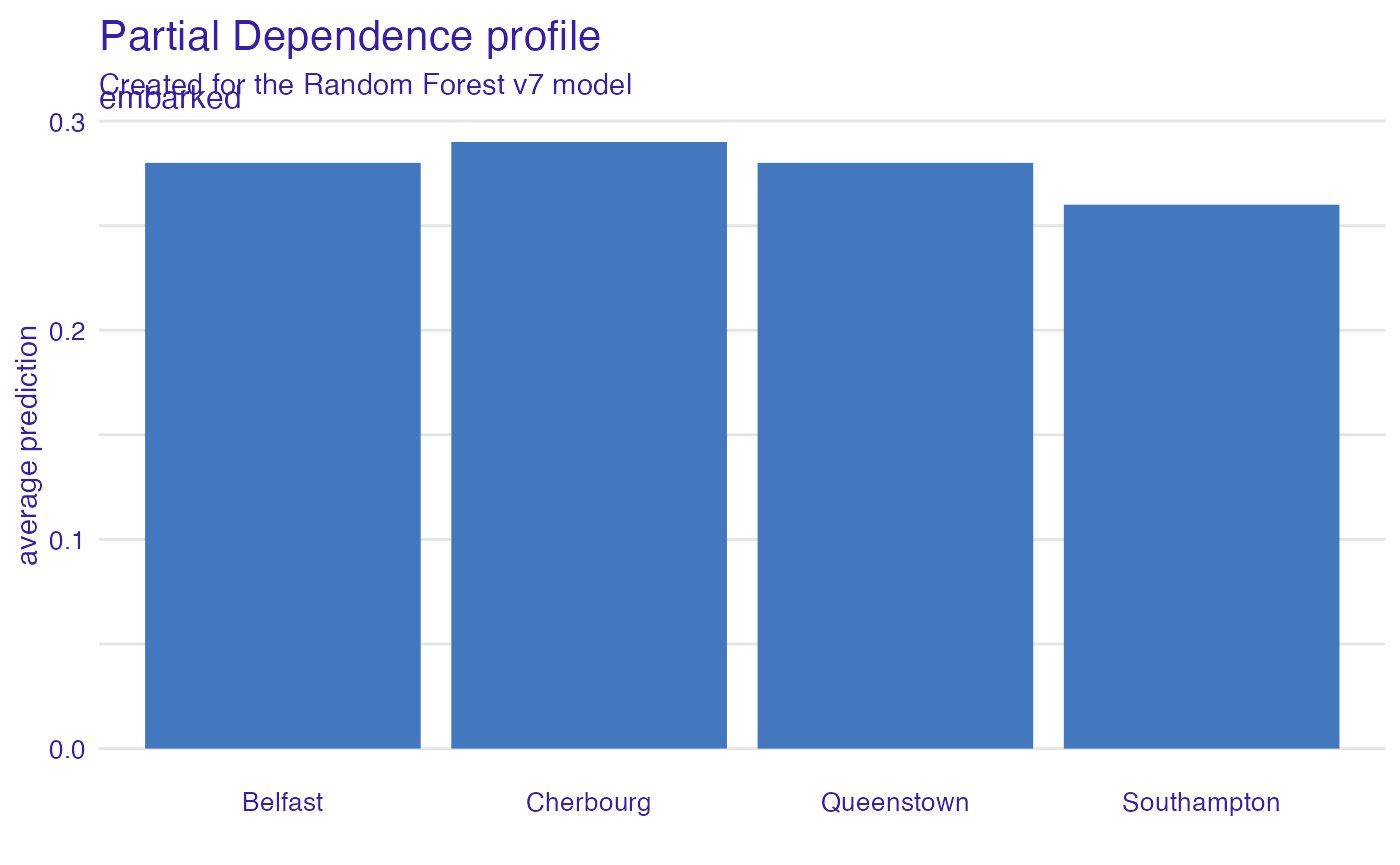 Partial Dependence profile
Created for the Random Forest v7 model
embarked
0.3
0.2
0.1
0.0
average prediction
Belfast Cherbourg Queenstown Southampton